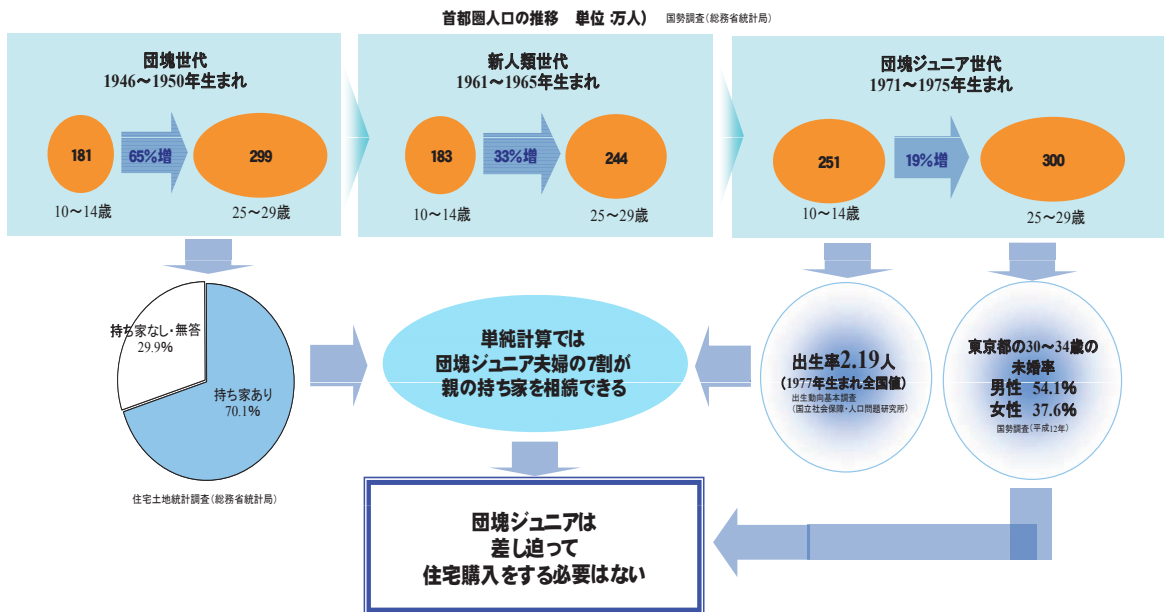 首都圏人口の推移 単位:万人) 国勢調査(総務省統計局)
団塊世代
1946～1950年生まれ
181
65%増
299
10～14歳
25～29歳
新人類世代
1961～1965年生まれ
183
33%増
244
10～14歳
25～29歳
団塊ジュニア世代
1971～1975年生まれ
251
19%増
300
10～14歳
25～29歳
持ち家なし・無答
29.9%
持ち家あり
70.1%
住宅土地統計調査(総務省統計局)
単純計算では
団塊ジュニア夫婦の7割が
親の持ち家を相続できる
出生率2.19人
(1977年生まれ全国値)
出生動向基本調査
(国立社会保障・人口問題研究所)
東京都の30～34歳の
未婚率
男性 54.1%
女性 37.6%
国勢調査(平成12年)
団塊ジュニアは
差し迫って
住宅購入をする必要はない